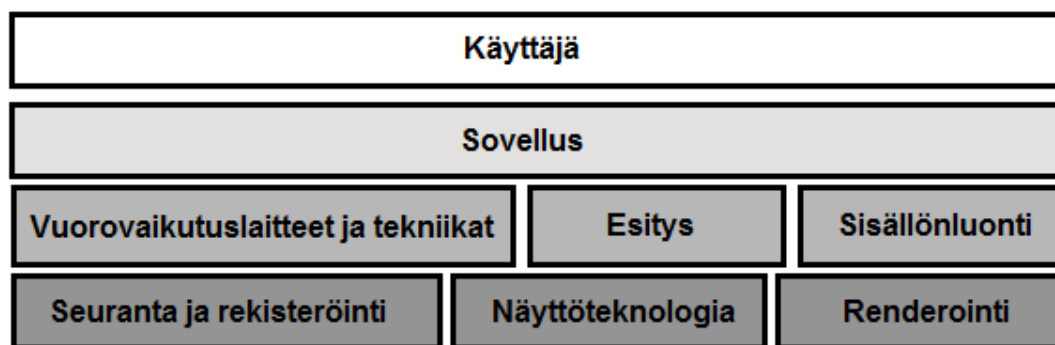 Käyttäjä
Sovellus
Vuorovaikutuslaitteet ja tekniikat
Esitys
Sisällönluonti
Seuranta ja rekisteröinti
Näyttöteknologia
Renderointi